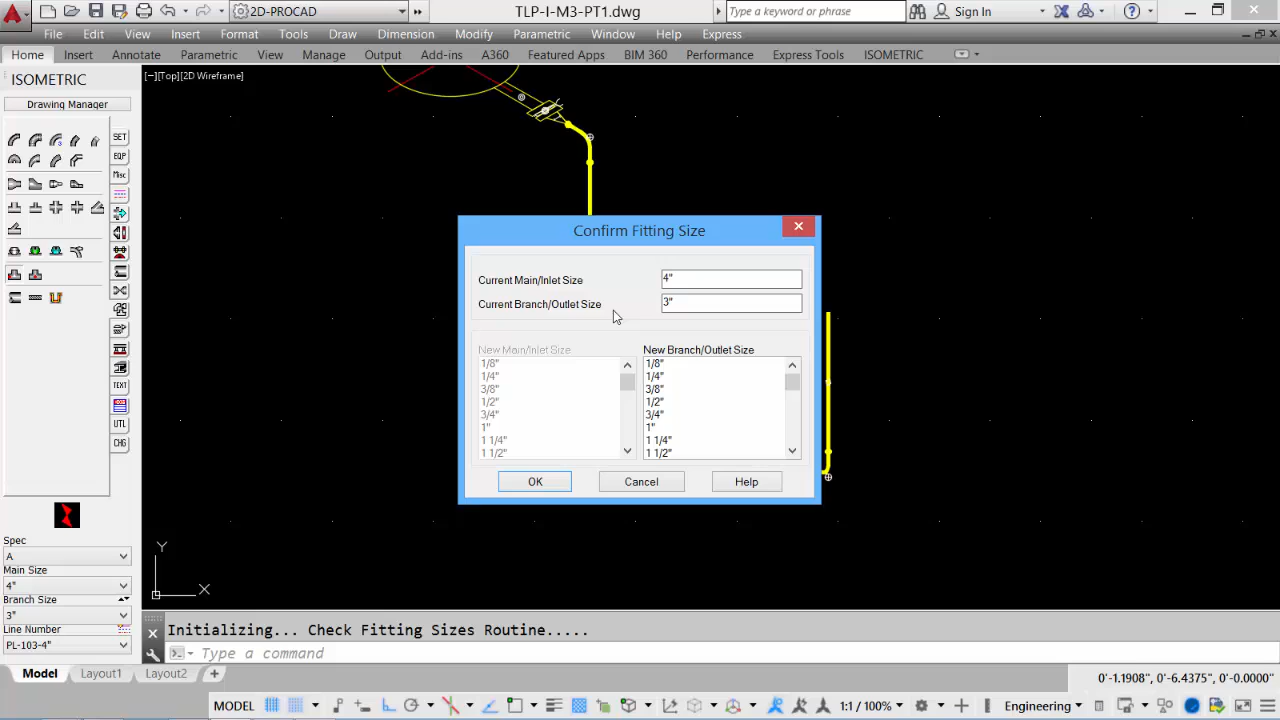 2D-PROCAD
TLP-I-M3-PT1.dwg
Type a keyword or phrase
Sign In
File Edit View Insert Format Tools Draw Dimension Modify Parametric Window Help Express
Home Insert Annotate Parametric View Manage Output Add-ins A360 Featured Apps BIM 360 Performance Express Tools ISOMETRIC
ISOMETRIC
[−][Top][2D Wireframe]
Drawing Manager
SET
EQP
Misc
TEXT
UTL
CHG
Confirm Fitting Size
Current Main/Inlet Size
4"
Current Branch/Outlet Size
3"
New Main/Inlet Size
1/8"
1/4"
3/8"
1/2"
3/4"
1"
1 1/4"
1 1/2"
New Branch/Outlet Size
1/8"
1/4"
3/8"
1/2"
3/4"
1"
1 1/4"
1 1/2"
OK
Cancel
Help
Spec
A
Main Size
4"
Branch Size
3"
Line Number
PL-103-4"
Y
X
Initializing... Check Fitting Sizes Routine.....
Type a command
Model Layout1 Layout2
0'-1.1908", 0'-6.4375", 0'-0.0000"
MODEL
1:1 / 100%
Engineering